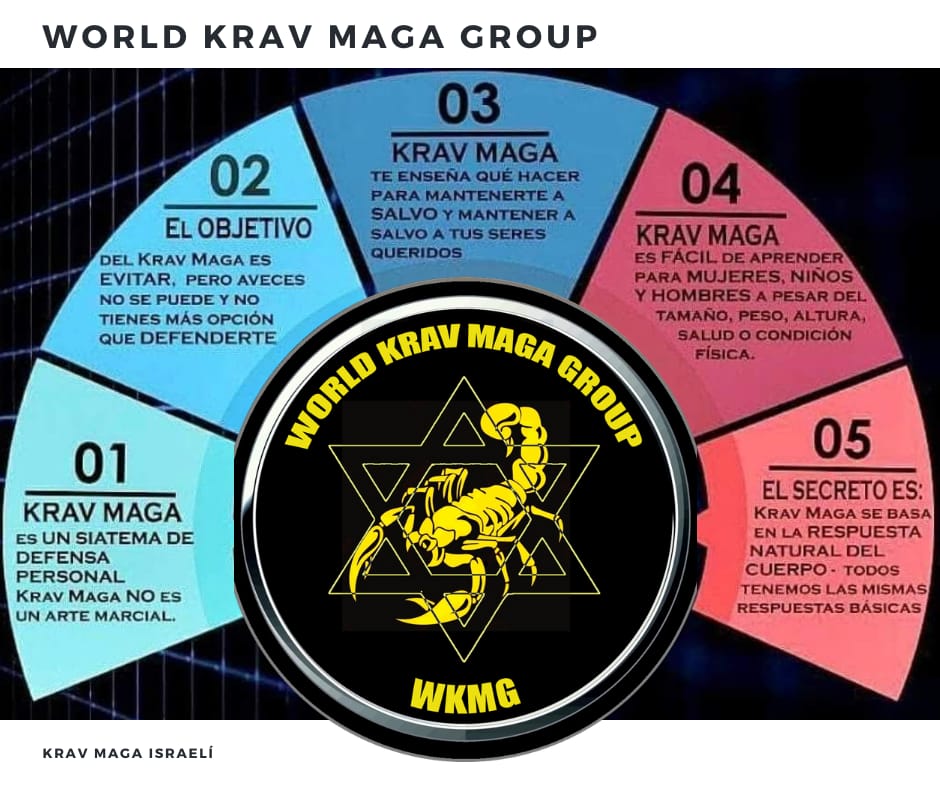 WORLD KRAV MAGA GROUP
01
KRAV MAGA
ES UN SIATEMA DE
DEFENSA
PERSONAL
KRAV MAGA NO ES
UN ARTE MARCIAL.
02
EL OBJETIVO
DEL KRAV MAGA ES
EVITAR, PERO AVECES
NO SE PUEDE Y NO
TIENES MÁS OPCIÓN
QUE DEFENDERTE
03
KRAV MAGA
TE ENSEÑA QUÉ HACER
PARA MANTENERTE A
SALVO Y MANTENER A
SALVO A TUS SERES
QUERIDOS
04
KRAV MAGA
ES FÁCIL DE APRENDER
PARA MUJERES, NIÑOS
Y HOMBRES A PESAR DEL
TAMAÑO, PESO, ALTURA,
SALUD O CONDICIÓN
FÍSICA.
05
EL SECRETO ES:
KRAV MAGA SE BASA
EN LA RESPUESTA
NATURAL DEL
CUERPO - TODOS
TENEMOS LAS MISMAS
RESPUESTAS BÁSICAS
WORLD KRAV MAGA GROUP
WKMG
KRAV MAGA ISRAELÍ